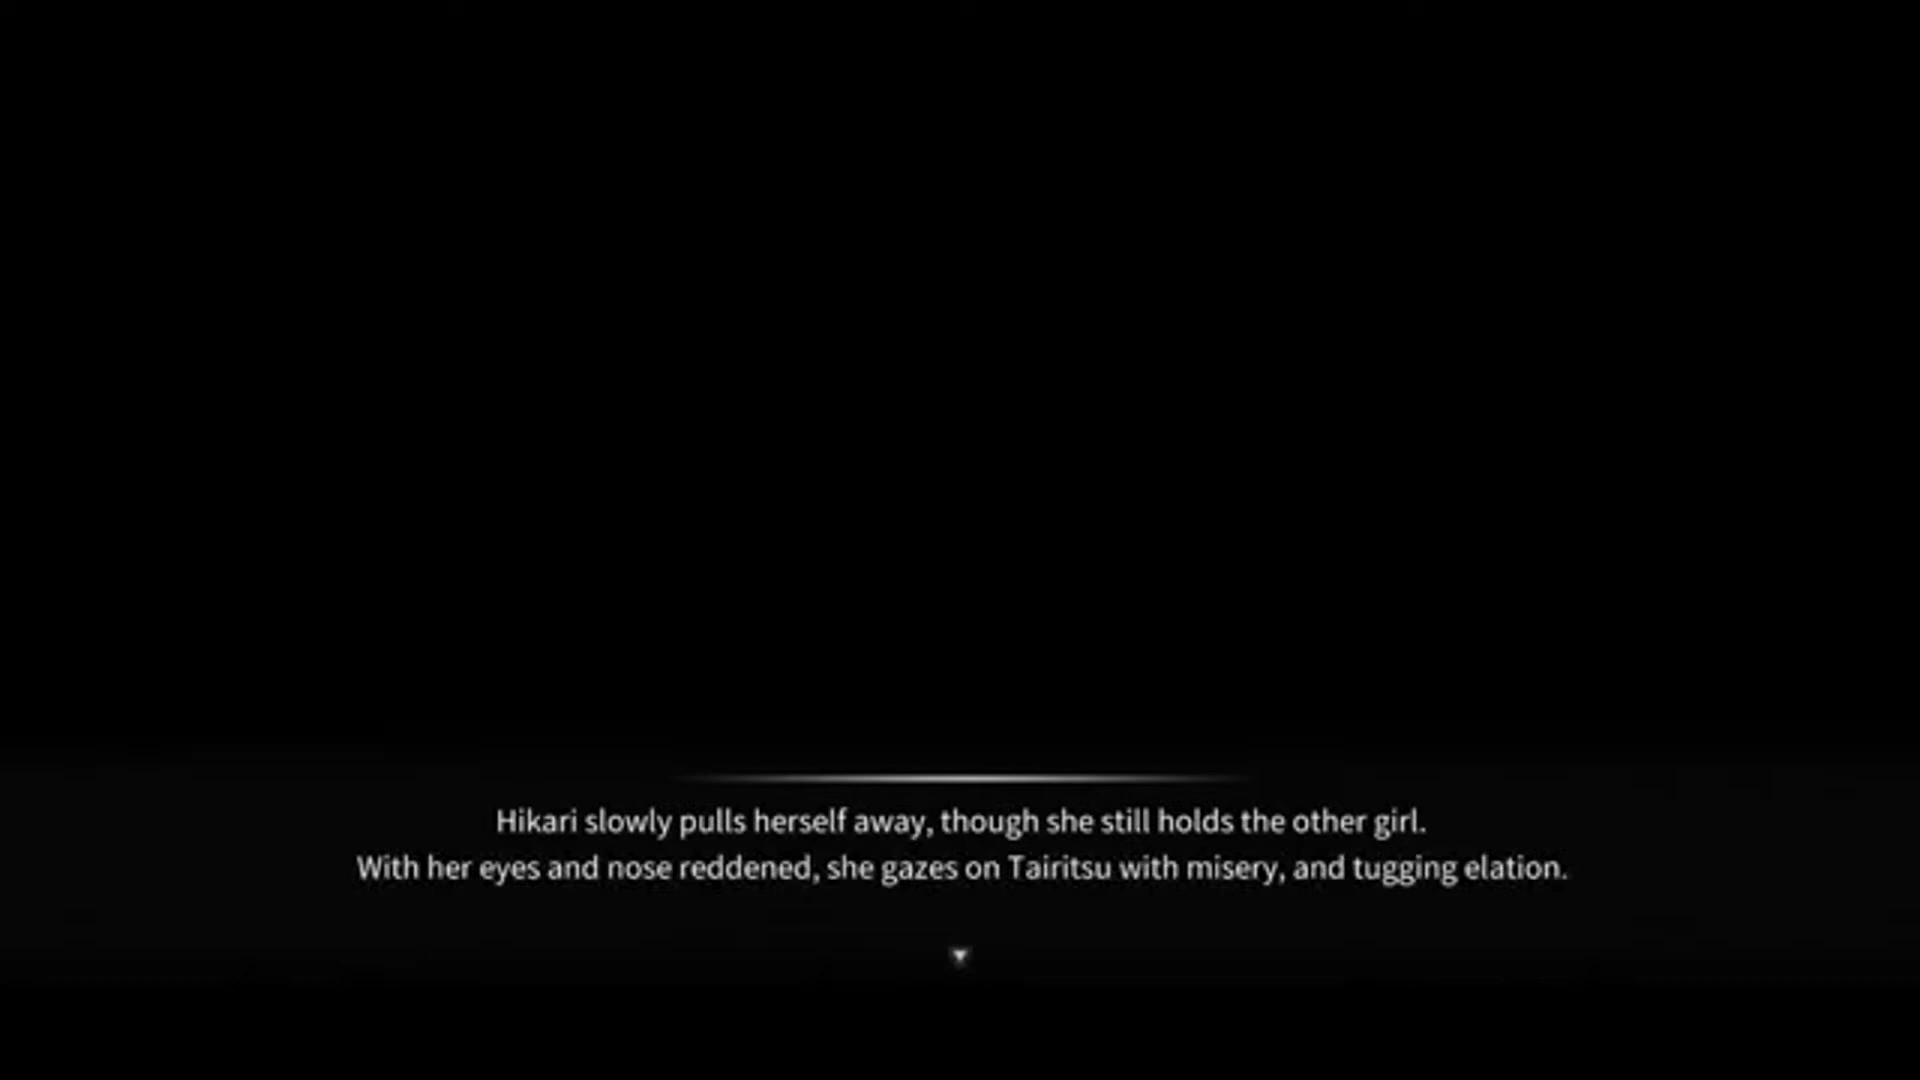 Hikari slowly pulls herself away, though she still holds the other girl.
With her eyes and nose reddened, she gazes on Tairitsu with misery, and tugging elation.